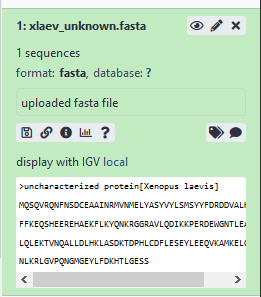 1: xlaev_unknown.fasta
1 sequences
format: fasta, database: ?
uploaded fasta file
display with IGV local
>uncharacterized protein[Xenopus laevis]
MQSQVRQNFNSDCEAAINRMVNMELYASYVYLSMSYYFDRDDVAL
FFKEQSHEEREHAEKFLKYQNKRGGRAVLQDIKKPERDEWGNTLEA
LQLEKTVNQALLDLHKLASDKTDPHLCDFLESEYLEEQVKAMKELG
NLKRLGVPQNGMGEYLFDKHTLGESS